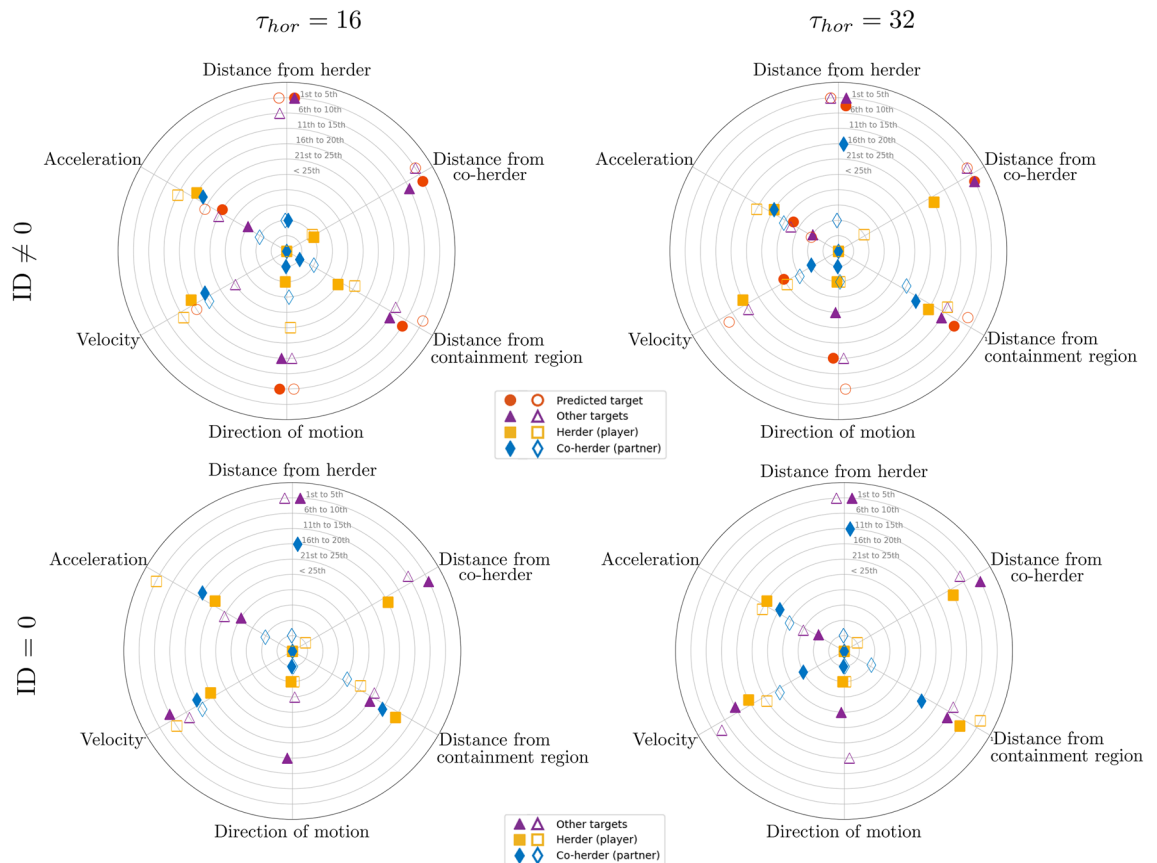 τ_hor = 16
τ_hor = 32
ID ≠ 0
Distance from herder
1st to 5th
6th to 10th
11th to 15th
16th to 20th
21st to 25th
< 25th
Acceleration
Distance from
co-herder
Velocity
Distance from
containment region
Direction of motion
Distance from herder
1st to 5th
6th to 10th
11th to 15th
16th to 20th
21st to 25th
< 25th
Acceleration
Distance from
co-herder
Velocity
Distance from
containment region
Direction of motion
Predicted target
Other targets
Herder (player)
Co-herder (partner)
ID = 0
Distance from herder
1st to 5th
6th to 10th
11th to 15th
16th to 20th
21st to 25th
< 25th
Acceleration
Distance from
co-herder
Velocity
Distance from
containment region
Direction of motion
Distance from herder
1st to 5th
6th to 10th
11th to 15th
16th to 20th
21st to 25th
< 25th
Acceleration
Distance from
co-herder
Velocity
Distance from
containment region
Direction of motion
Other targets
Herder (player)
Co-herder (partner)